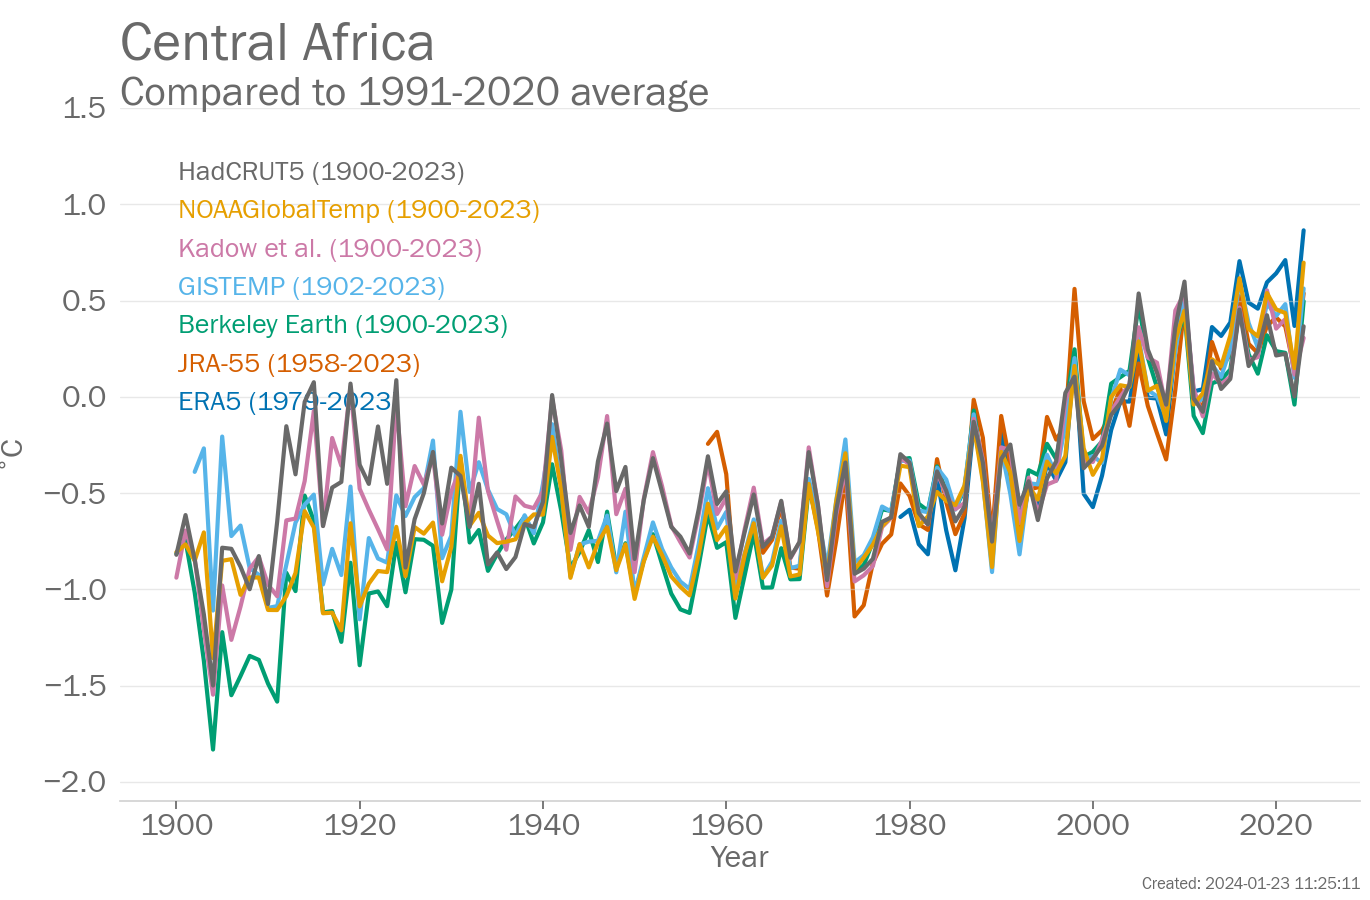 Central Africa
Compared to 1991-2020 average
1.5
HadCRUT5 (1900-2023)
1.0
NOAAGlobalTemp (1900-2023)
Kadow et al. (1900-2023)
GISTEMP (1902-2023)
0.5
Berkeley Earth (1900-2023)
JRA-55 (1958-2023)
0.0
ERA5 (1979-2023)
°C
−0.5
−1.0
−1.5
−2.0
1900 1920 1940 1960 1980 2000 2020
Year
Created: 2024-01-23 11:25:11